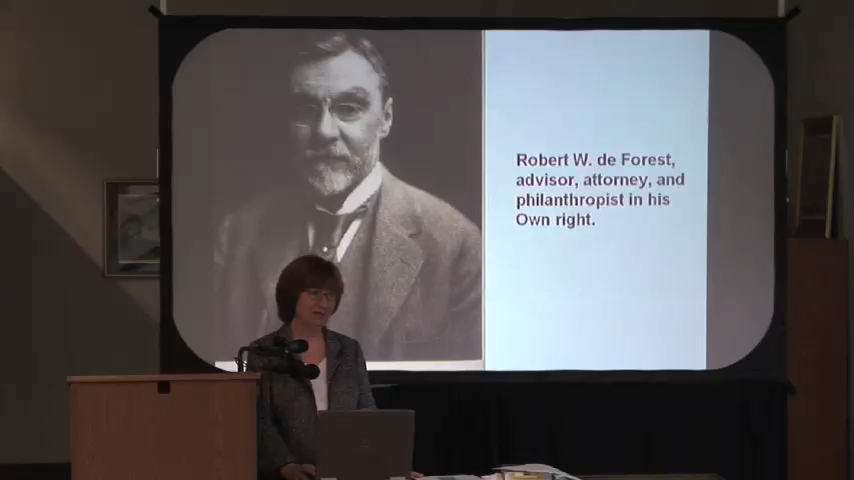 Robert W. de Forest,
advisor, attorney, and
philanthropist in his
Own right.